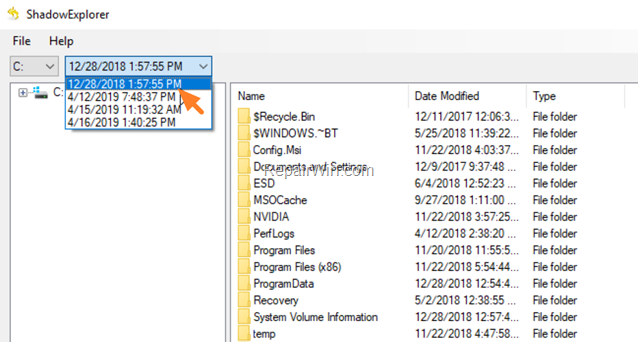 ShadowExplorer
File Help
C: 12/28/2018 1:57:55 PM
12/28/2018 1:57:55 PM
4/12/2019 7:48:37 PM
4/15/2019 11:19:32 AM
4/16/2019 1:40:25 PM
C:
Name Date Modified Type
$Recycle.Bin 12/11/2017 12:06:3... File folder
$WINDOWS.~BT 5/25/2018 11:39:22... File folder
Config.Msi 11/22/2018 4:03:37... File folder
Documents and Settings 12/9/2017 9:37:48 ... File folder
RepairWin.com
ESD 6/4/2018 12:52:23 ... File folder
MSOCache 9/27/2018 1:11:00 ... File folder
NVIDIA 11/22/2018 3:57:25... File folder
PerfLogs 4/12/2018 2:38:20 ... File folder
Program Files 11/20/2018 11:55:5... File folder
Program Files (x86) 11/22/2018 5:54:44... File folder
ProgramData 12/28/2018 12:54:4... File folder
Recovery 5/2/2018 12:38:55 ... File folder
System Volume Information 12/28/2018 12:57:4... File folder
temp 11/22/2018 4:47:58... File folder